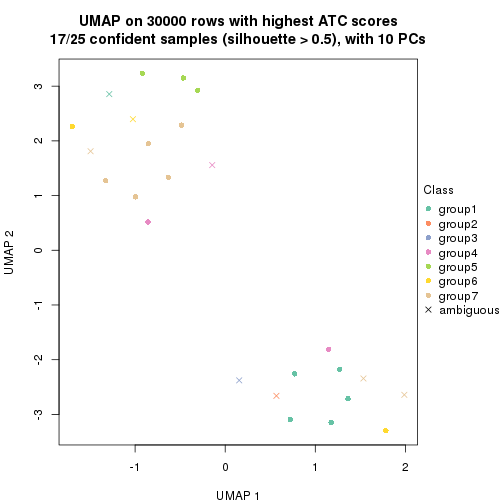 UMAP on 30000 rows with highest ATC scores
17/25 confident samples (silhouette > 0.5), with 10 PCs
3
2
1
0
-1
-2
-3
UMAP 2
-1
0
1
2
UMAP 1
Class
group1
group2
group3
group4
group5
group6
group7
ambiguous